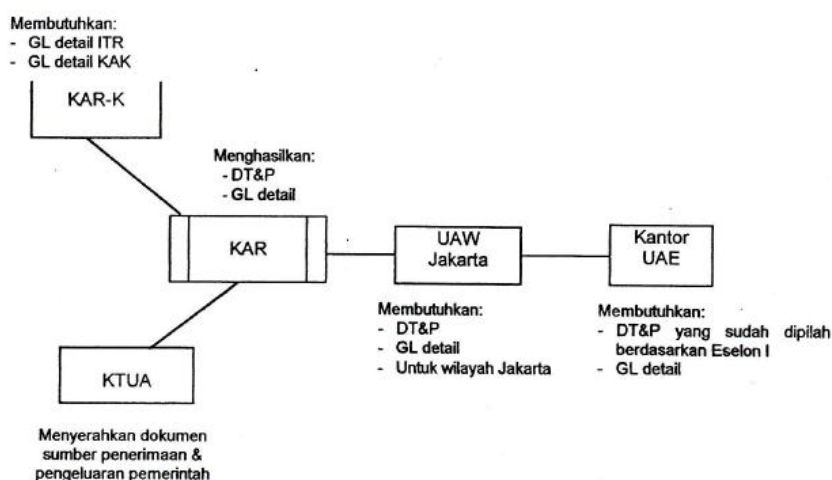 Membutuhkan:
- GL detail ITR
- GL detail KAK
KAR-K
Menghasilkan:
- DT&P
- GL detail
KAR
UAW
Jakarta
Kantor
UAE
Membutuhkan:
- DT&P
- GL detail
- Untuk wilayah Jakarta
Membutuhkan:
- DT&P yang sudah dipilah
berdasarkan Eselon I
- GL detail
KTUA
Menyerahkan dokumen
sumber penerimaan &
pengeluaran pemerintah